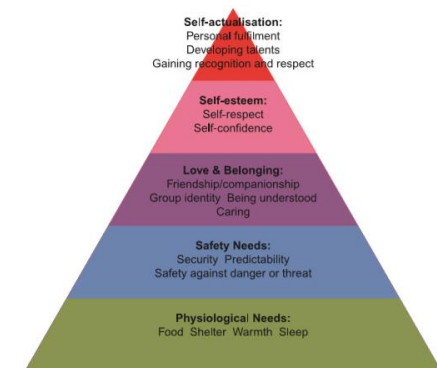 Self-actualisation:
Personal fulfilment
Developing talents
Gaining recognition and respect
Self-esteem:
Self-respect
Self-confidence
Love & Belonging:
Friendship/companionship
Group identity Being understood
Caring
Safety Needs:
Security Predictability
Safety against danger or threat
Physiological Needs:
Food Shelter Warmth Sleep